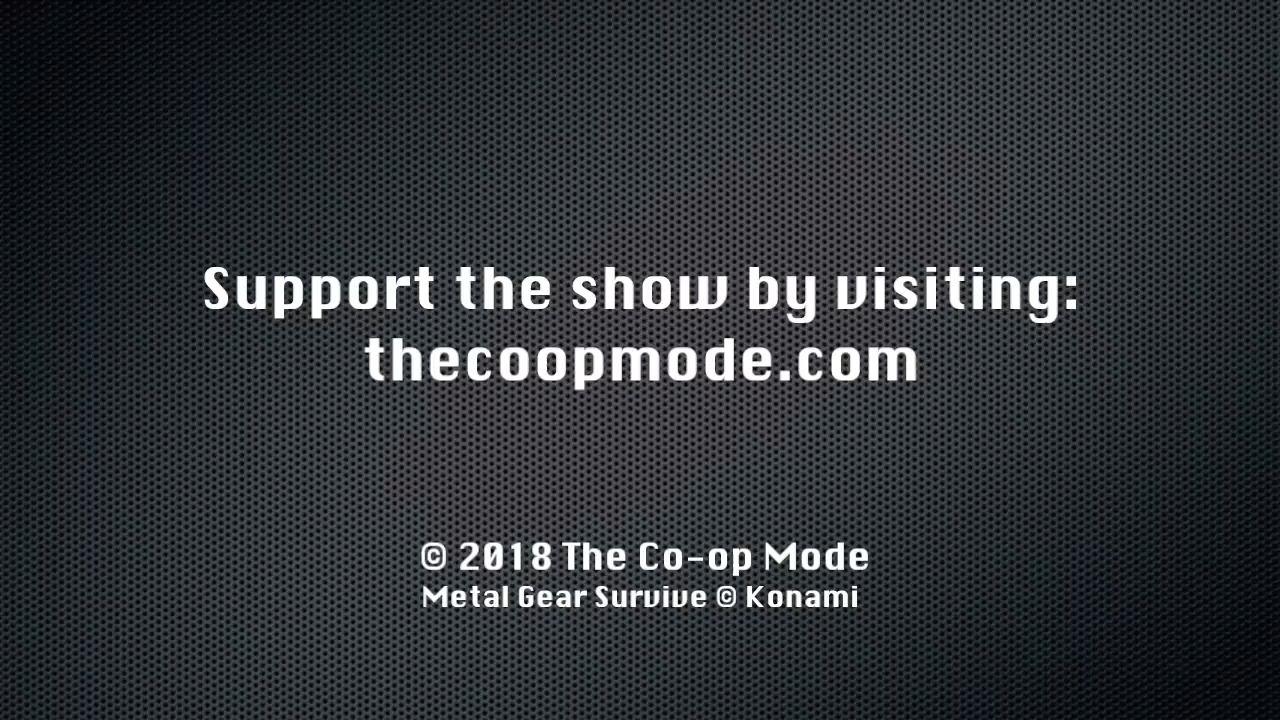 Support the show by visiting:
thecoopmode.com
© 2018 The Co-op Mode
Metal Gear Survive © Konami